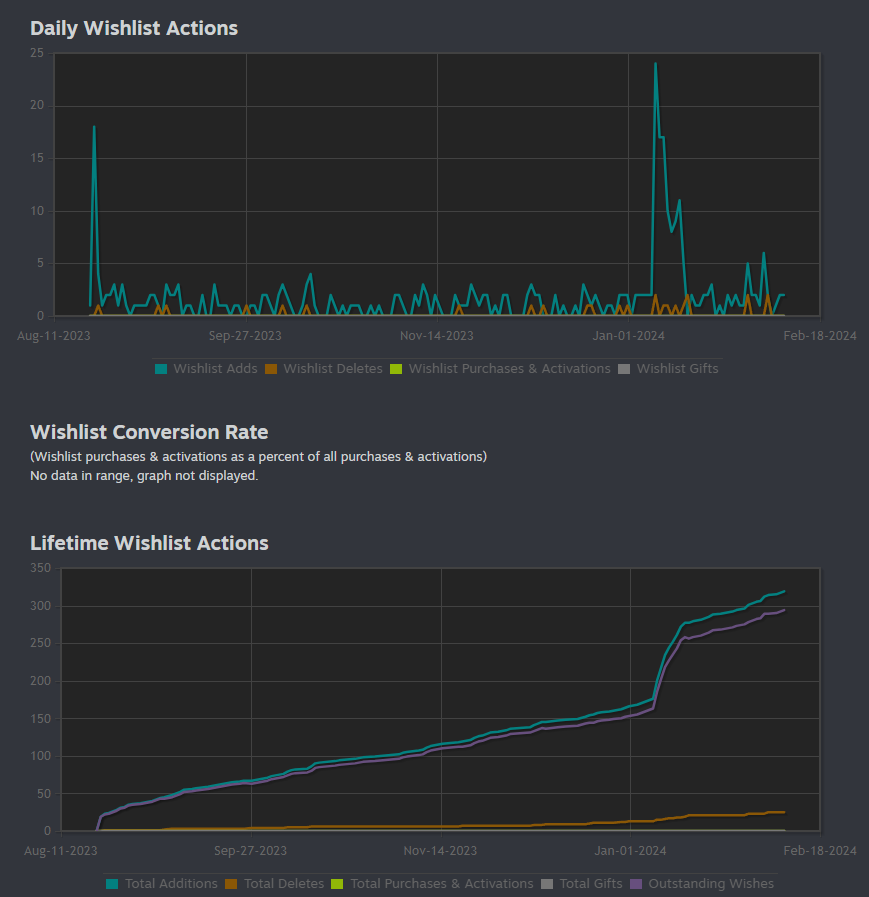 Daily Wishlist Actions
25
20
15
10
5
0
Aug-11-2023 Sep-27-2023 Nov-14-2023 Jan-01-2024 Feb-18-2024
Wishlist Adds Wishlist Deletes Wishlist Purchases & Activations Wishlist Gifts
Wishlist Conversion Rate
(Wishlist purchases & activations as a percent of all purchases & activations)
No data in range, graph not displayed.
Lifetime Wishlist Actions
350
300
250
200
150
100
50
0
Aug-11-2023 Sep-27-2023 Nov-14-2023 Jan-01-2024 Feb-18-2024
Total Additions Total Deletes Total Purchases & Activations Total Gifts Outstanding Wishes